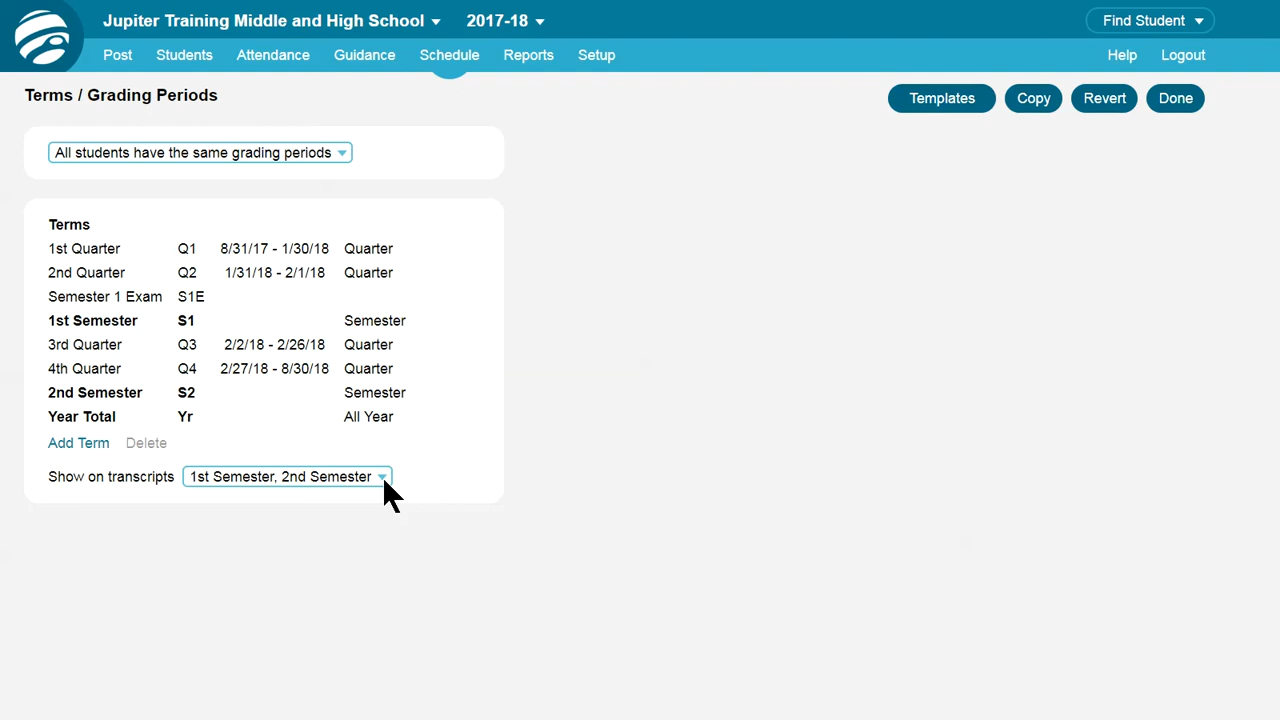 Jupiter Training Middle and High School 2017-18 Find Student
Post Students Attendance Guidance Schedule Reports Setup Help Logout
Terms / Grading Periods Templates Copy Revert Done
All students have the same grading periods
Terms
1st Quarter Q1 8/31/17 - 1/30/18 Quarter
2nd Quarter Q2 1/31/18 - 2/1/18 Quarter
Semester 1 Exam S1E
1st Semester S1 Semester
3rd Quarter Q3 2/2/18 - 2/26/18 Quarter
4th Quarter Q4 2/27/18 - 8/30/18 Quarter
2nd Semester S2 Semester
Year Total Yr All Year
Add Term Delete
Show on transcripts 1st Semester, 2nd Semester